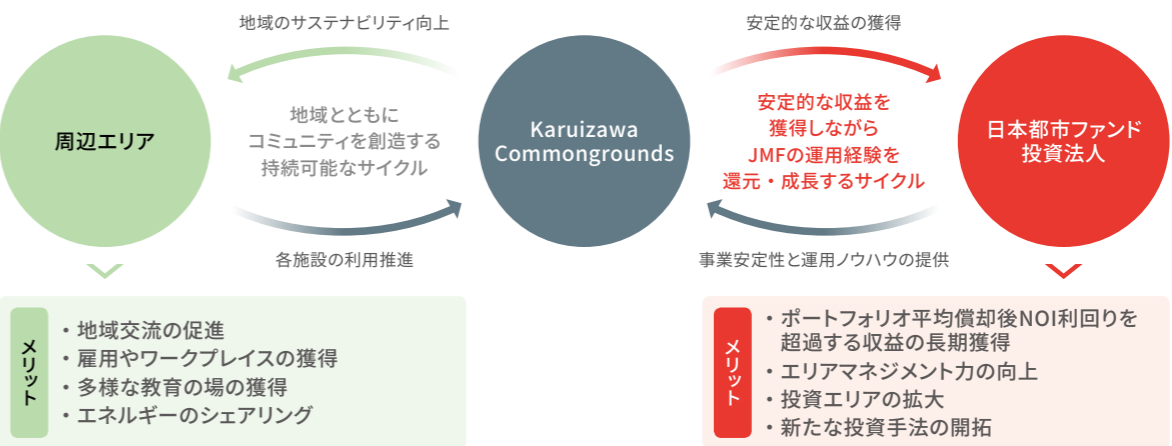 地域のサステナビリティ向上
安定的な収益の獲得
周辺エリア
地域とともに
コミュニティを創造する
持続可能なサイクル
Karuizawa
Commongrounds
安定的な収益を
獲得しながら
JMFの運用経験を
還元・成長するサイクル
日本都市ファンド
投資法人
各施設の利用推進
事業安定性と運用ノウハウの提供
メリット
・地域交流の促進
・雇用やワークプレイスの獲得
・多様な教育の場の獲得
・エネルギーのシェアリング
メリット
・ポートフォリオ平均償却後NOI利回りを
超過する収益の長期獲得
・エリアマネジメント力の向上
・投資エリアの拡大
・新たな投資手法の開拓